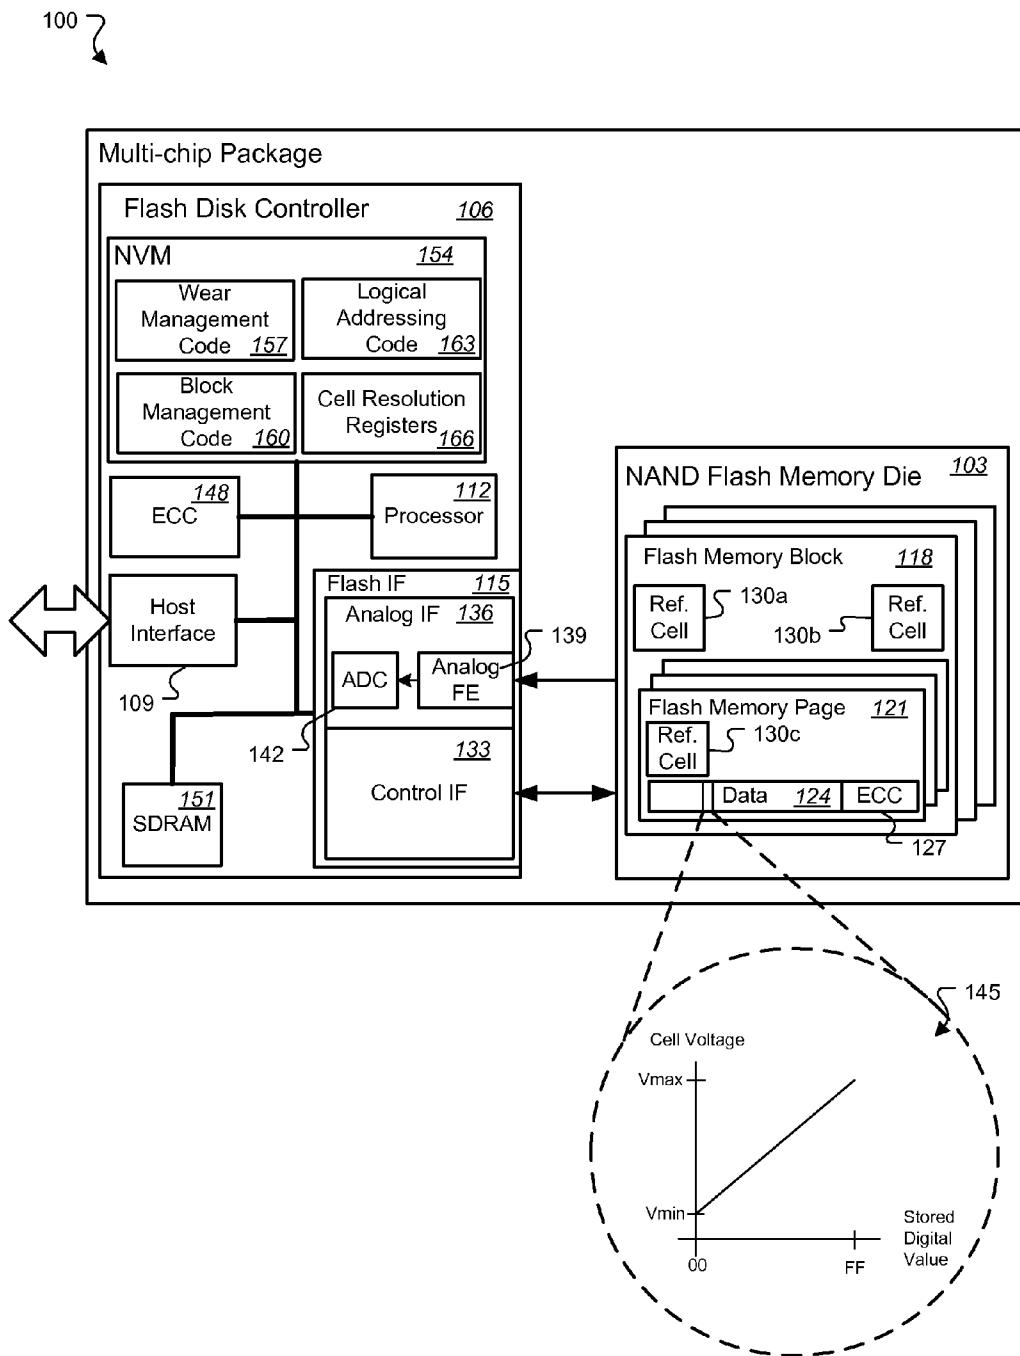 100
Multi-chip Package
Flash Disk Controller 106
NVM 154
Wear
Management
Code 157
Logical
Addressing
Code 163
Block
Management
Code 160
Cell Resolution
Registers
166
148
ECC
112
Processor
Host
Interface
109
Flash IF 115
Analog IF 136
139
ADC
Analog
FE
142
133
Control IF
151
SDRAM
NAND Flash Memory Die 103
Flash Memory Block 118
Ref.
Cell
130a
130b
Ref.
Cell
Flash Memory Page 121
Ref.
Cell
130c
Data 124 ECC
127
145
Cell Voltage
Vmax
Vmin
00
FF
Stored
Digital
Value